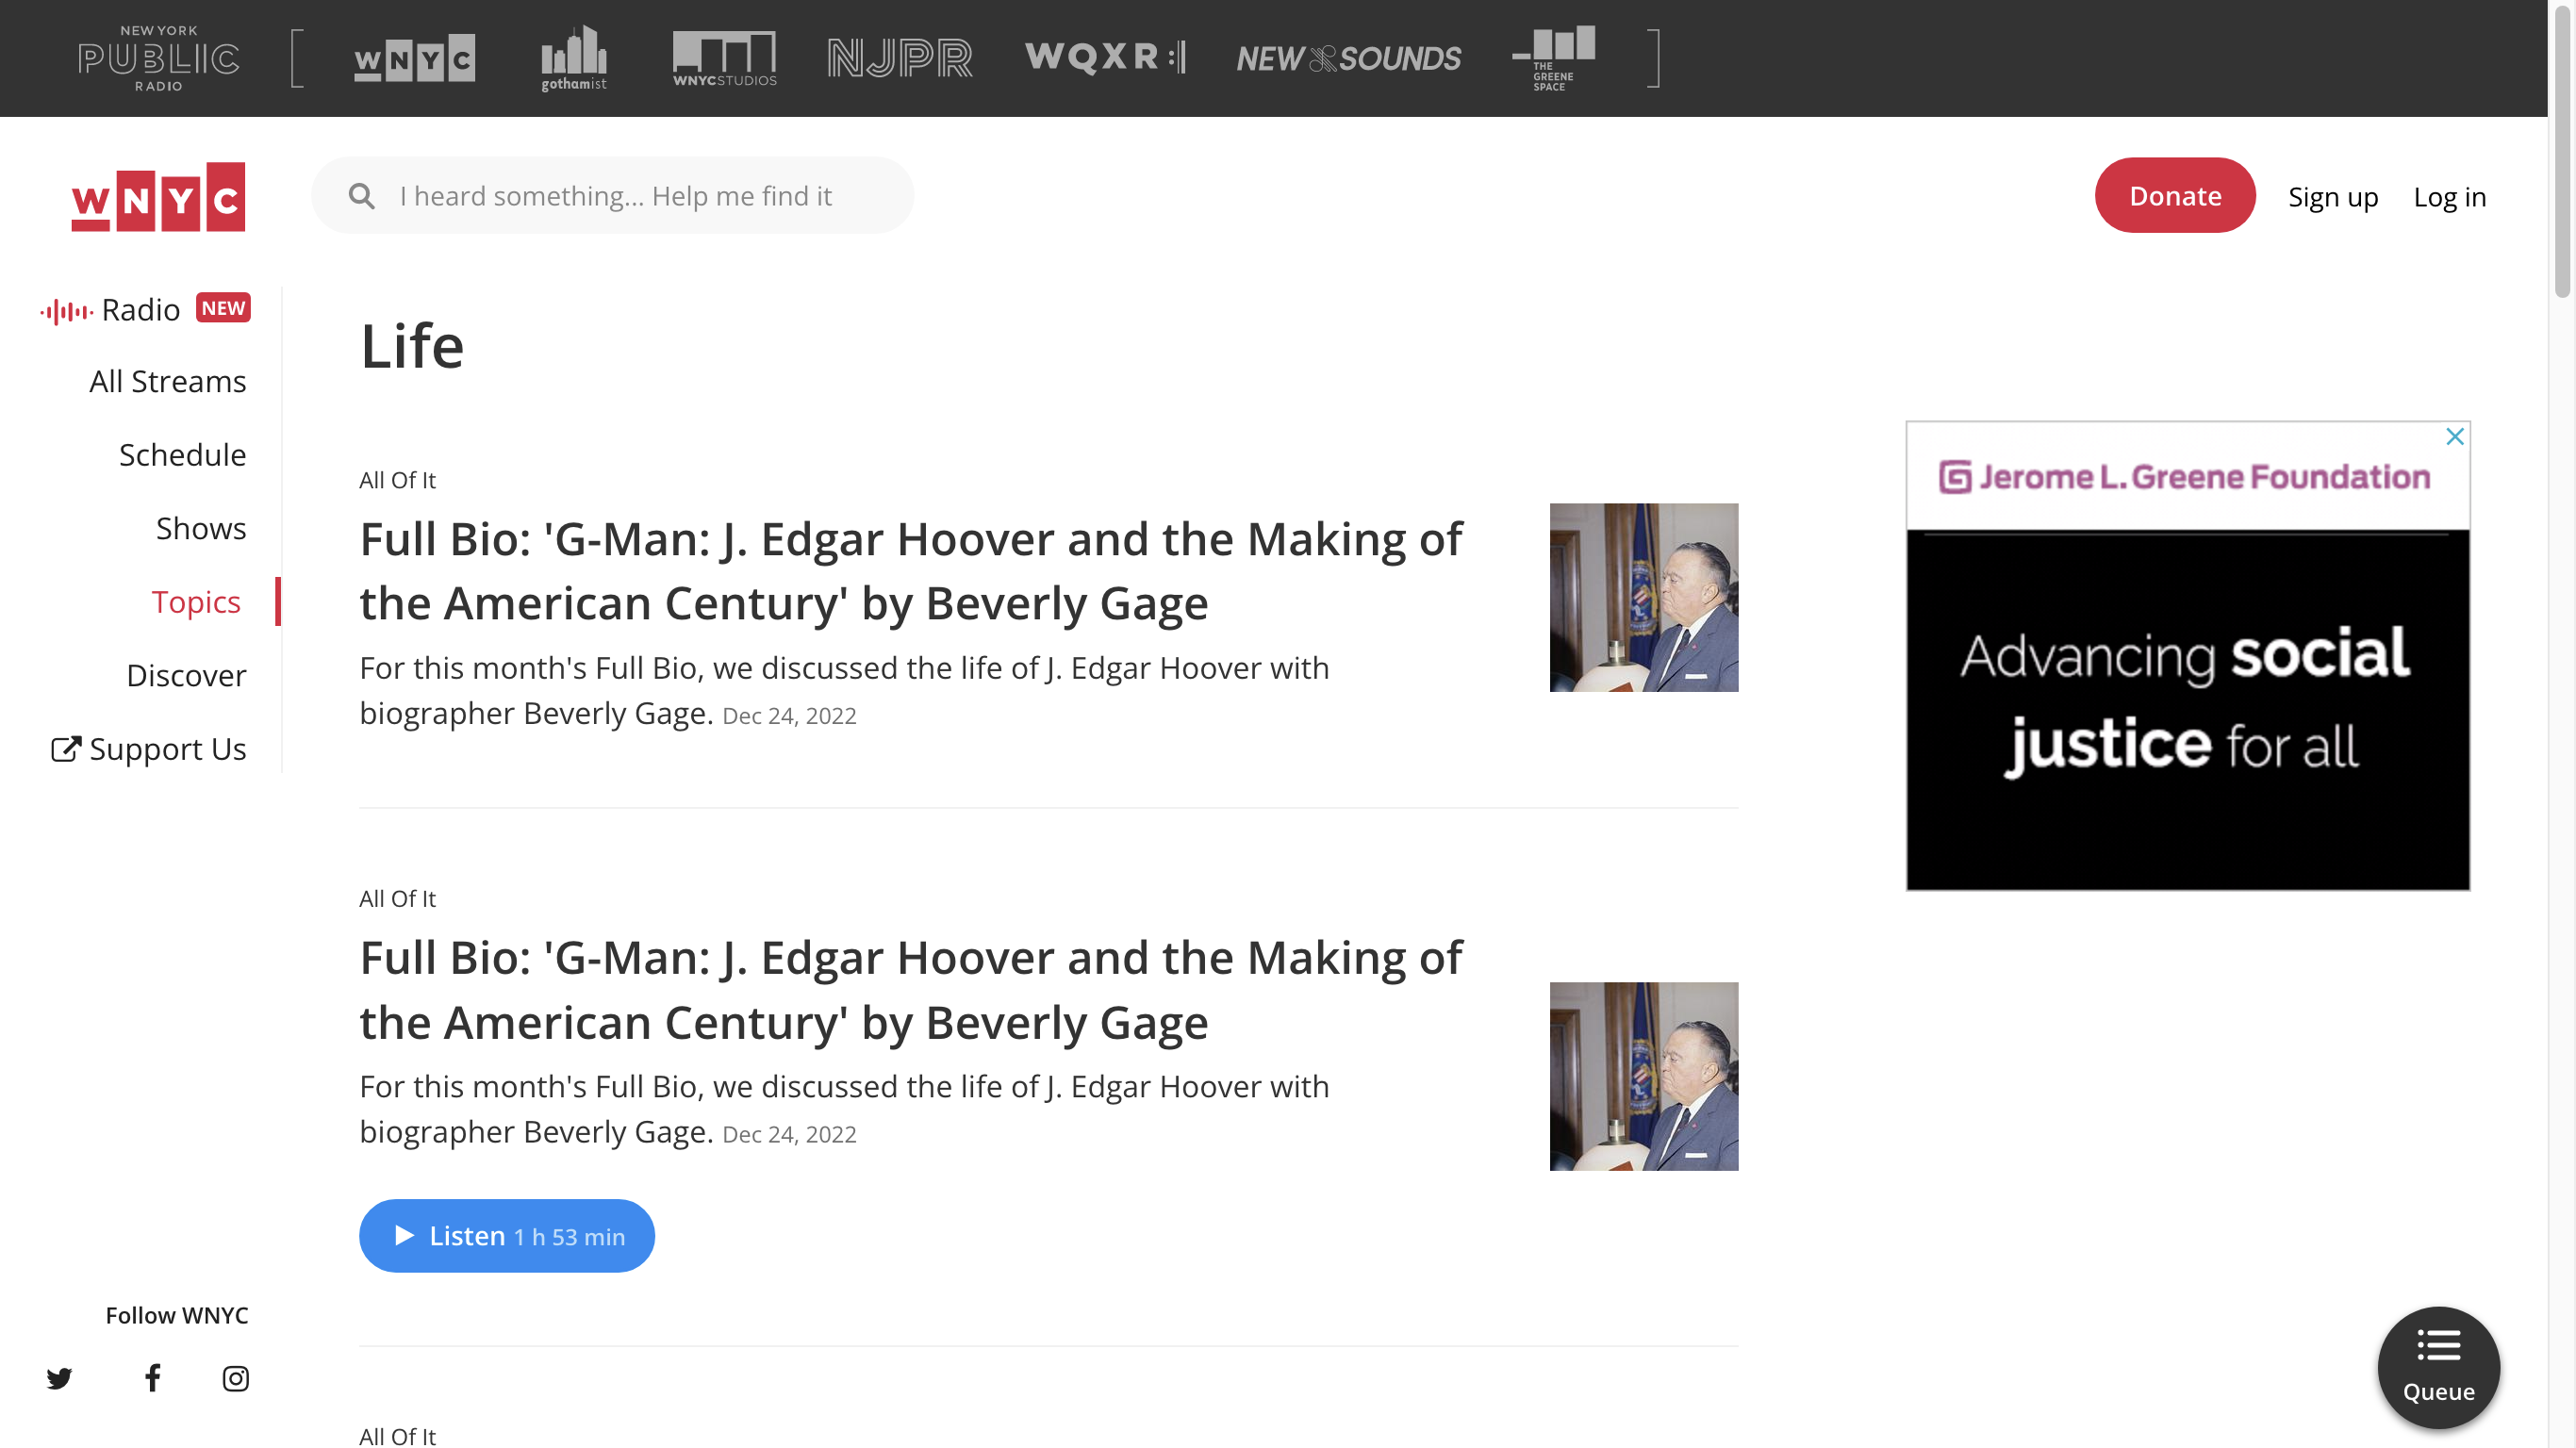 NEW YORK
PUBLIC
RADIO
WNYC
gothamist
WNYCSTUDIOS
NJPR
WQXR
NEW SOUNDS
THE
GREENE
SPACE
WNYC
I heard something... Help me find it
Donate
Sign up
Log in
Radio NEW
All Streams
Schedule
Shows
Topics
Discover
Support Us
Life
All Of It
Full Bio: 'G-Man: J. Edgar Hoover and the Making of
the American Century' by Beverly Gage
For this month's Full Bio, we discussed the life of J. Edgar Hoover with
biographer Beverly Gage. Dec 24, 2022
Jerome L. Greene Foundation
Advancing social
justice for all
All Of It
Full Bio: 'G-Man: J. Edgar Hoover and the Making of
the American Century' by Beverly Gage
For this month's Full Bio, we discussed the life of J. Edgar Hoover with
biographer Beverly Gage. Dec 24, 2022
Listen 1 h 53 min
All Of It
Follow WNYC
Queue